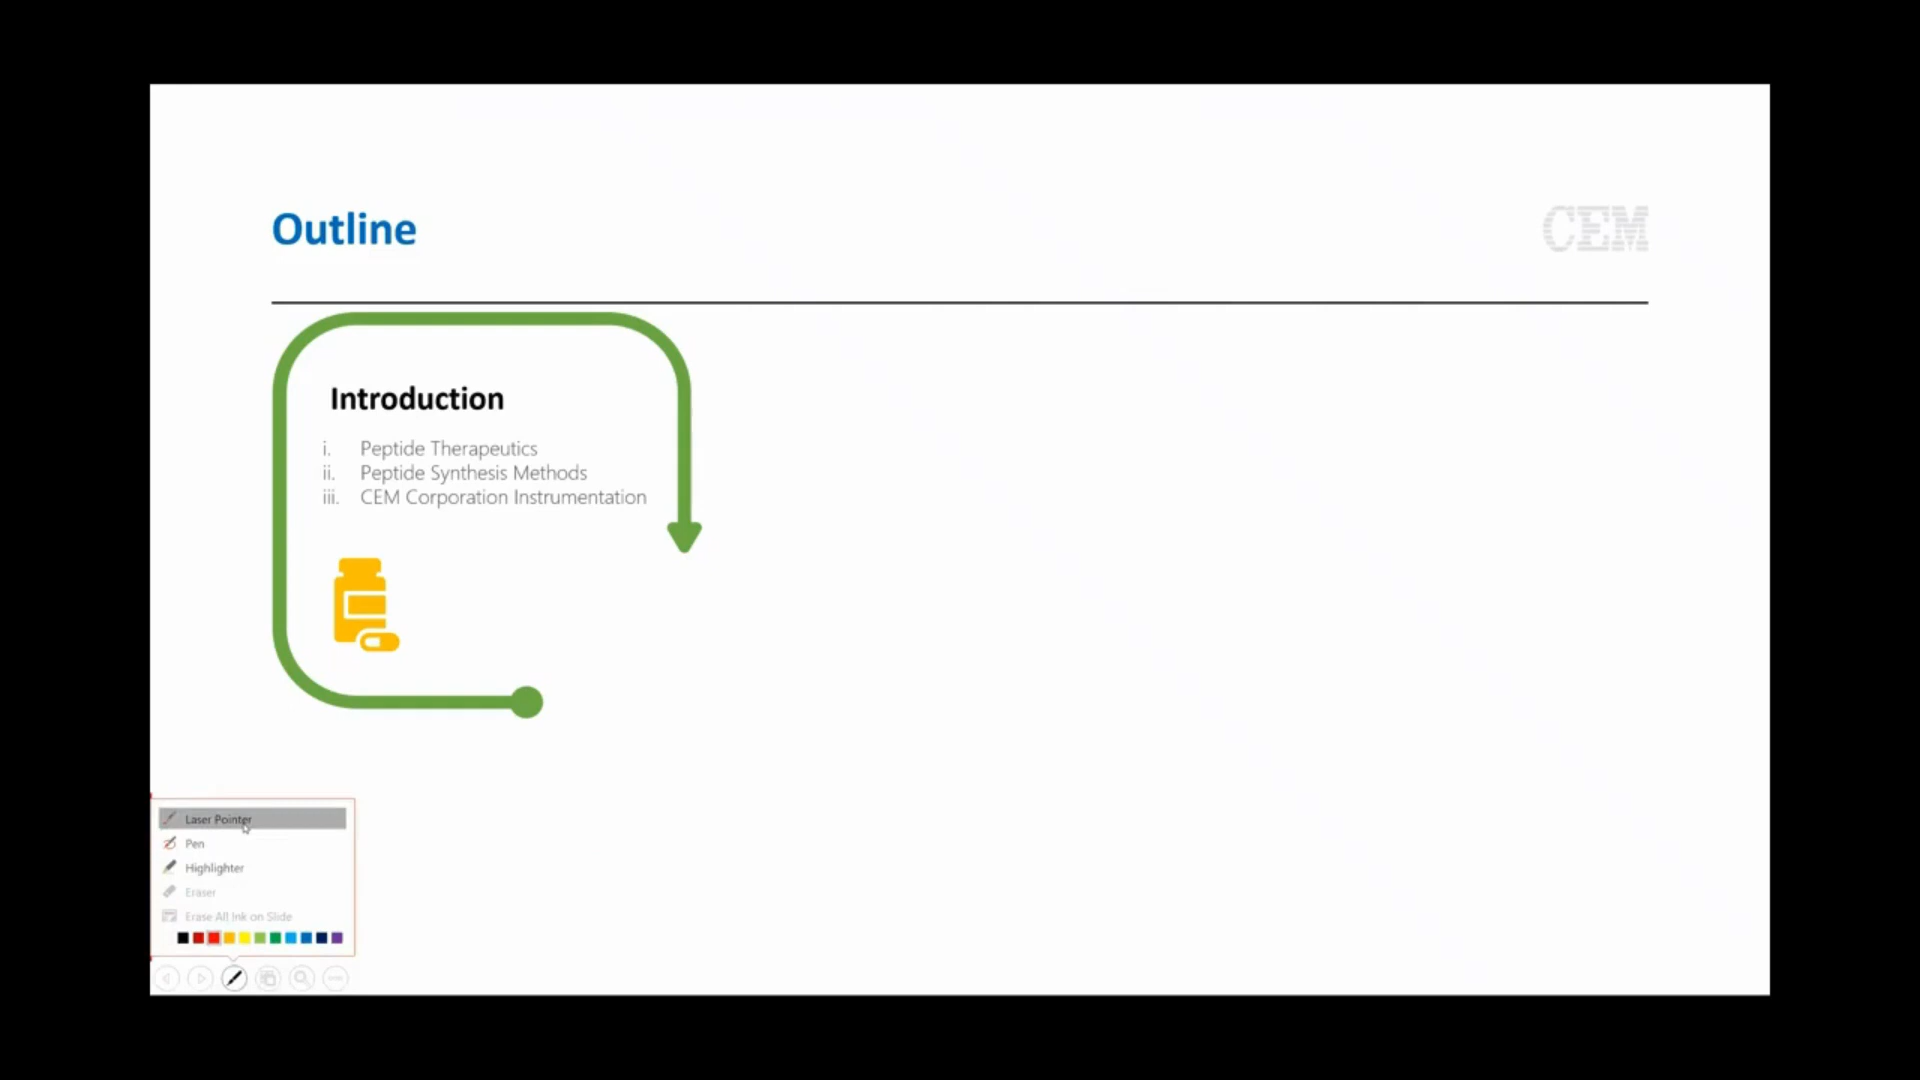 Outline
CEM
Introduction
i. Peptide Therapeutics
ii. Peptide Synthesis Methods
iii. CEM Corporation Instrumentation
Laser Pointer
Pen
Highlighter
Eraser
Erase All Ink on Slide